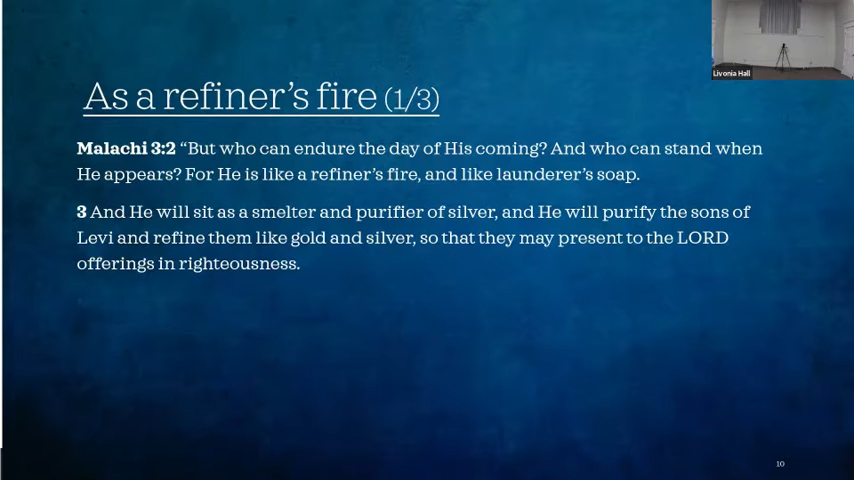 Livonia Hall
As a refiner's fire (1/3)
Malachi 3:2 “But who can endure the day of His coming? And who can stand when
He appears? For He is like a refiner’s fire, and like launderer’s soap.
3 And He will sit as a smelter and purifier of silver, and He will purify the sons of
Levi and refine them like gold and silver, so that they may present to the LORD
offerings in righteousness.
10